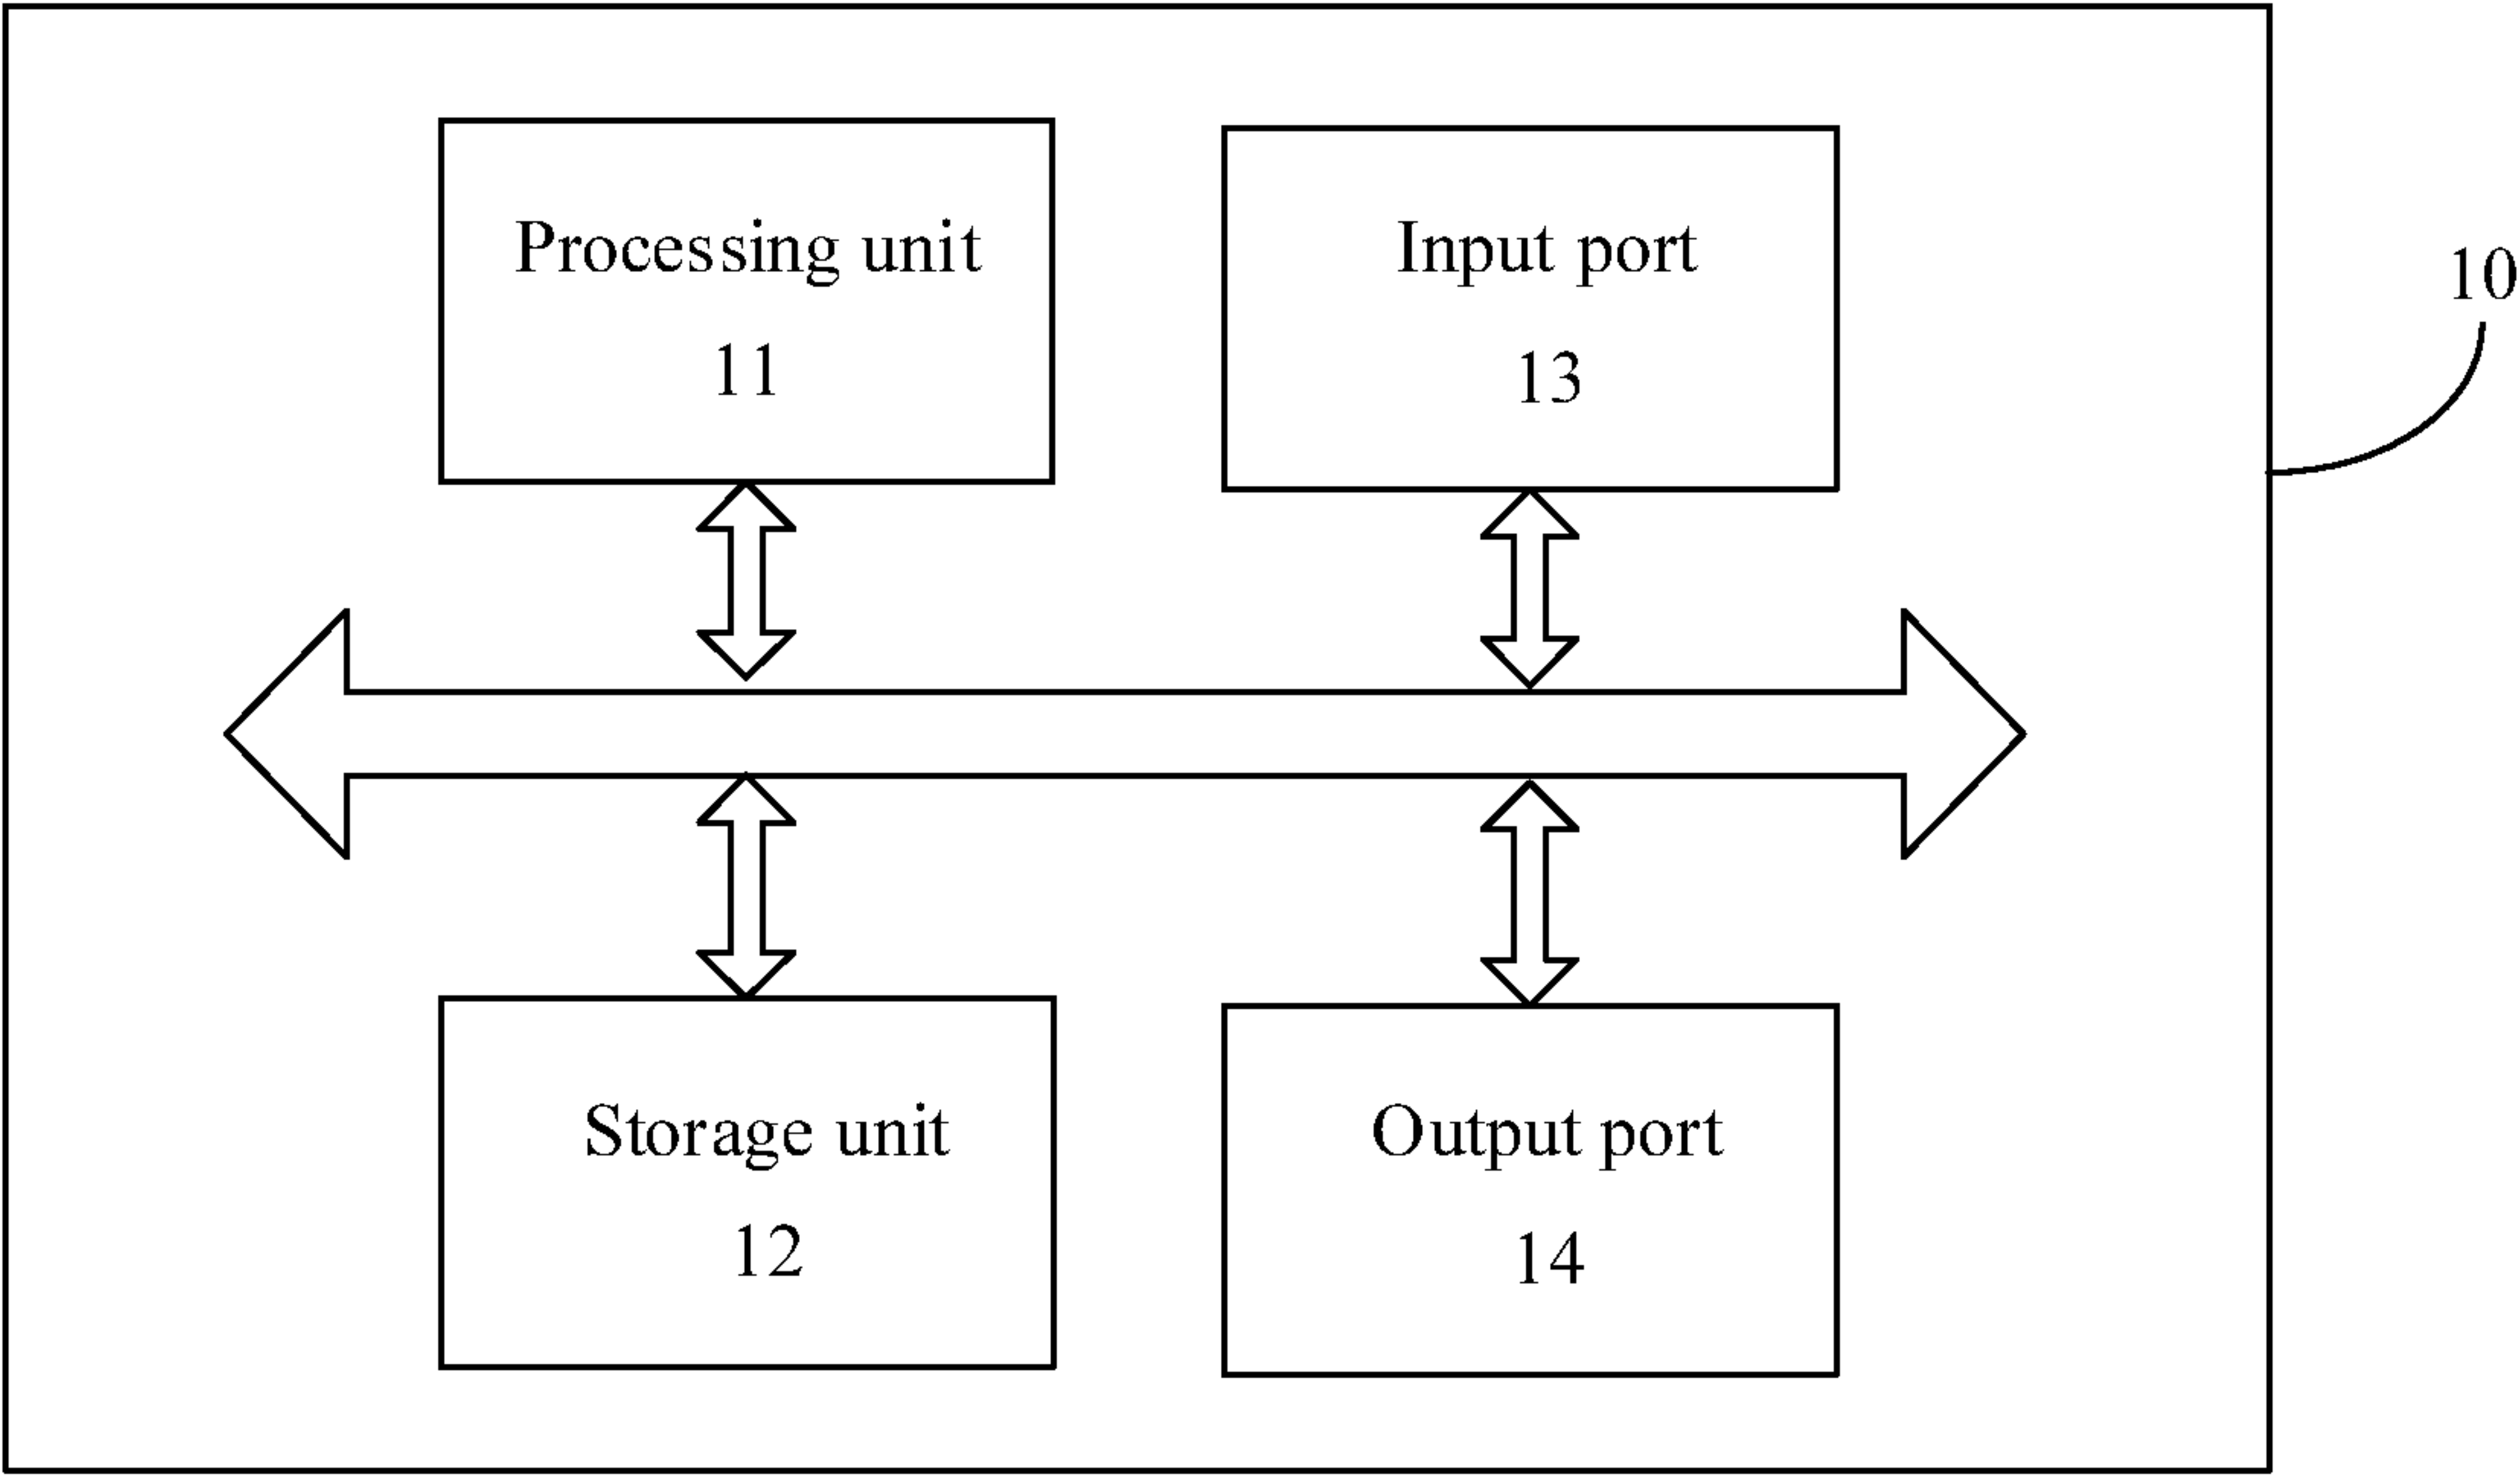 Processing unit
11
Input port
13
10
Storage unit
12
Output port
14